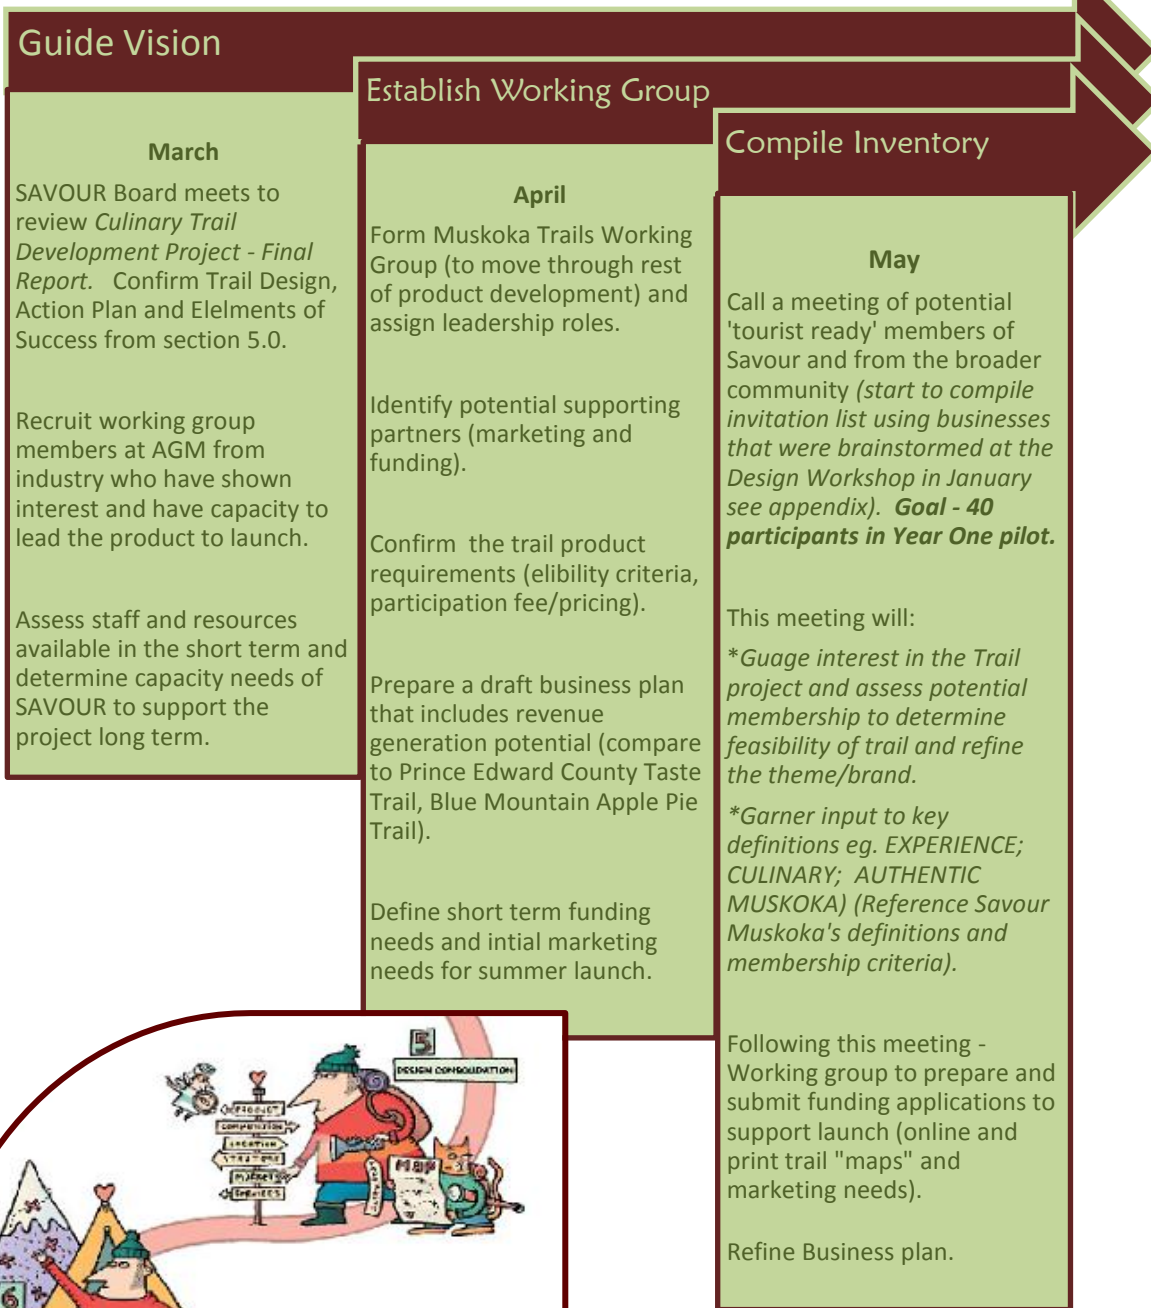 Guide Vision
March
SAVOUR Board meets to
review Culinary Trail
Development Project - Final
Report. Confirm Trail Design,
Action Plan and Elelments of
Success from section 5.0.
Recruit working group
members at AGM from
industry who have shown
interest and have capacity to
lead the product to launch.
Assess staff and resources
available in the short term and
determine capacity needs of
SAVOUR to support the
project long term.
Establish Working Group
April
Form Muskoka Trails Working
Group (to move through rest
of product development) and
assign leadership roles.
Identify potential supporting
partners (marketing and
funding).
Confirm the trail product
requirements (elibility criteria,
participation fee/pricing).
Prepare a draft business plan
that includes revenue
generation potential (compare
to Prince Edward County Taste
Trail, Blue Mountain Apple Pie
Trail).
Define short term funding
needs and intial marketing
needs for summer launch.
Compile Inventory
May
Call a meeting of potential
'tourist ready' members of
Savour and from the broader
community (start to compile
invitation list using businesses
that were brainstormed at the
Design Workshop in January
see appendix). Goal - 40
participants in Year One pilot.
This meeting will:
*Guage interest in the Trail
project and assess potential
membership to determine
feasibility of trail and refine
the theme/brand.
*Garner input to key
definitions eg. EXPERIENCE;
CULINARY; AUTHENTIC
MUSKOKA) (Reference Savour
Muskoka's definitions and
membership criteria).
Following this meeting -
Working group to prepare and
submit funding applications to
support launch (online and
print trail "maps" and
marketing needs).
Refine Business plan.
5
DESIGN CONSOLIDATION
PRODUCT
COMPETITION
LOCATION
MARKET
SERVICES
MAP
6